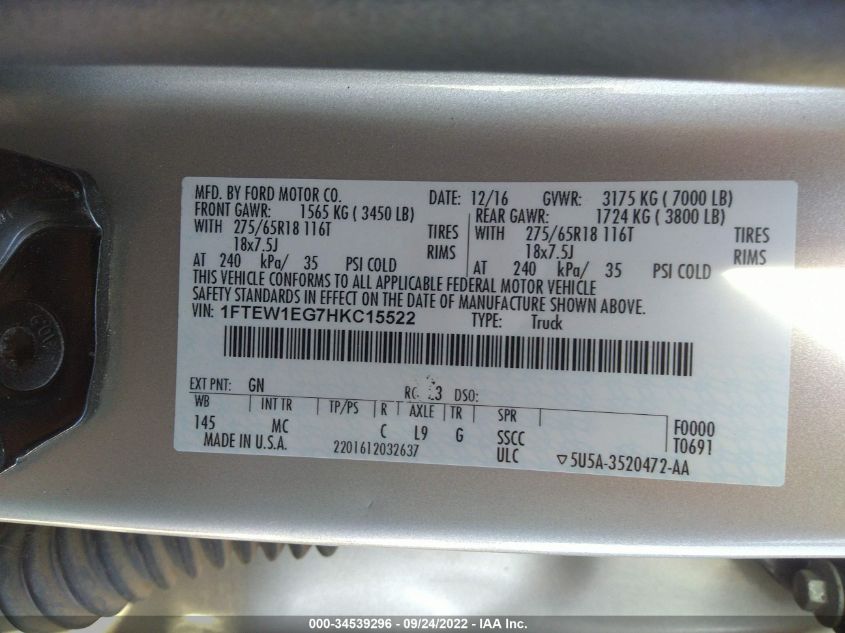 MFD. BY FORD MOTOR CO. DATE: 12/16 GVWR: 3175 KG ( 7000 LB)
FRONT GAWR: 1565 KG ( 3450 LB) REAR GAWR: 1724 KG ( 3800 LB)
WITH 275/65R18 116T TIRES WITH 275/65R18 116T TIRES
18x7.5J RIMS 18x7.5J RIMS
AT 240 kPa/ 35 PSI COLD AT 240 kPa/ 35 PSI COLD
THIS VEHICLE CONFORMS TO ALL APPLICABLE FEDERAL MOTOR VEHICLE
SAFETY STANDARDS IN EFFECT ON THE DATE OF MANUFACTURE SHOWN ABOVE.
VIN: 1FTEW1EG7HKC15522 TYPE: Truck
EXT PNT: GN DSO:
WB INT TR TP/PS R AXLE TR SPR
145 MC C L9 G SSCC F0000
T0691
MADE IN U.S.A. 2201612032637 ULC ▽5U5A-3520472-AA
000-34539296 - 09/24/2022 - IAA Inc.